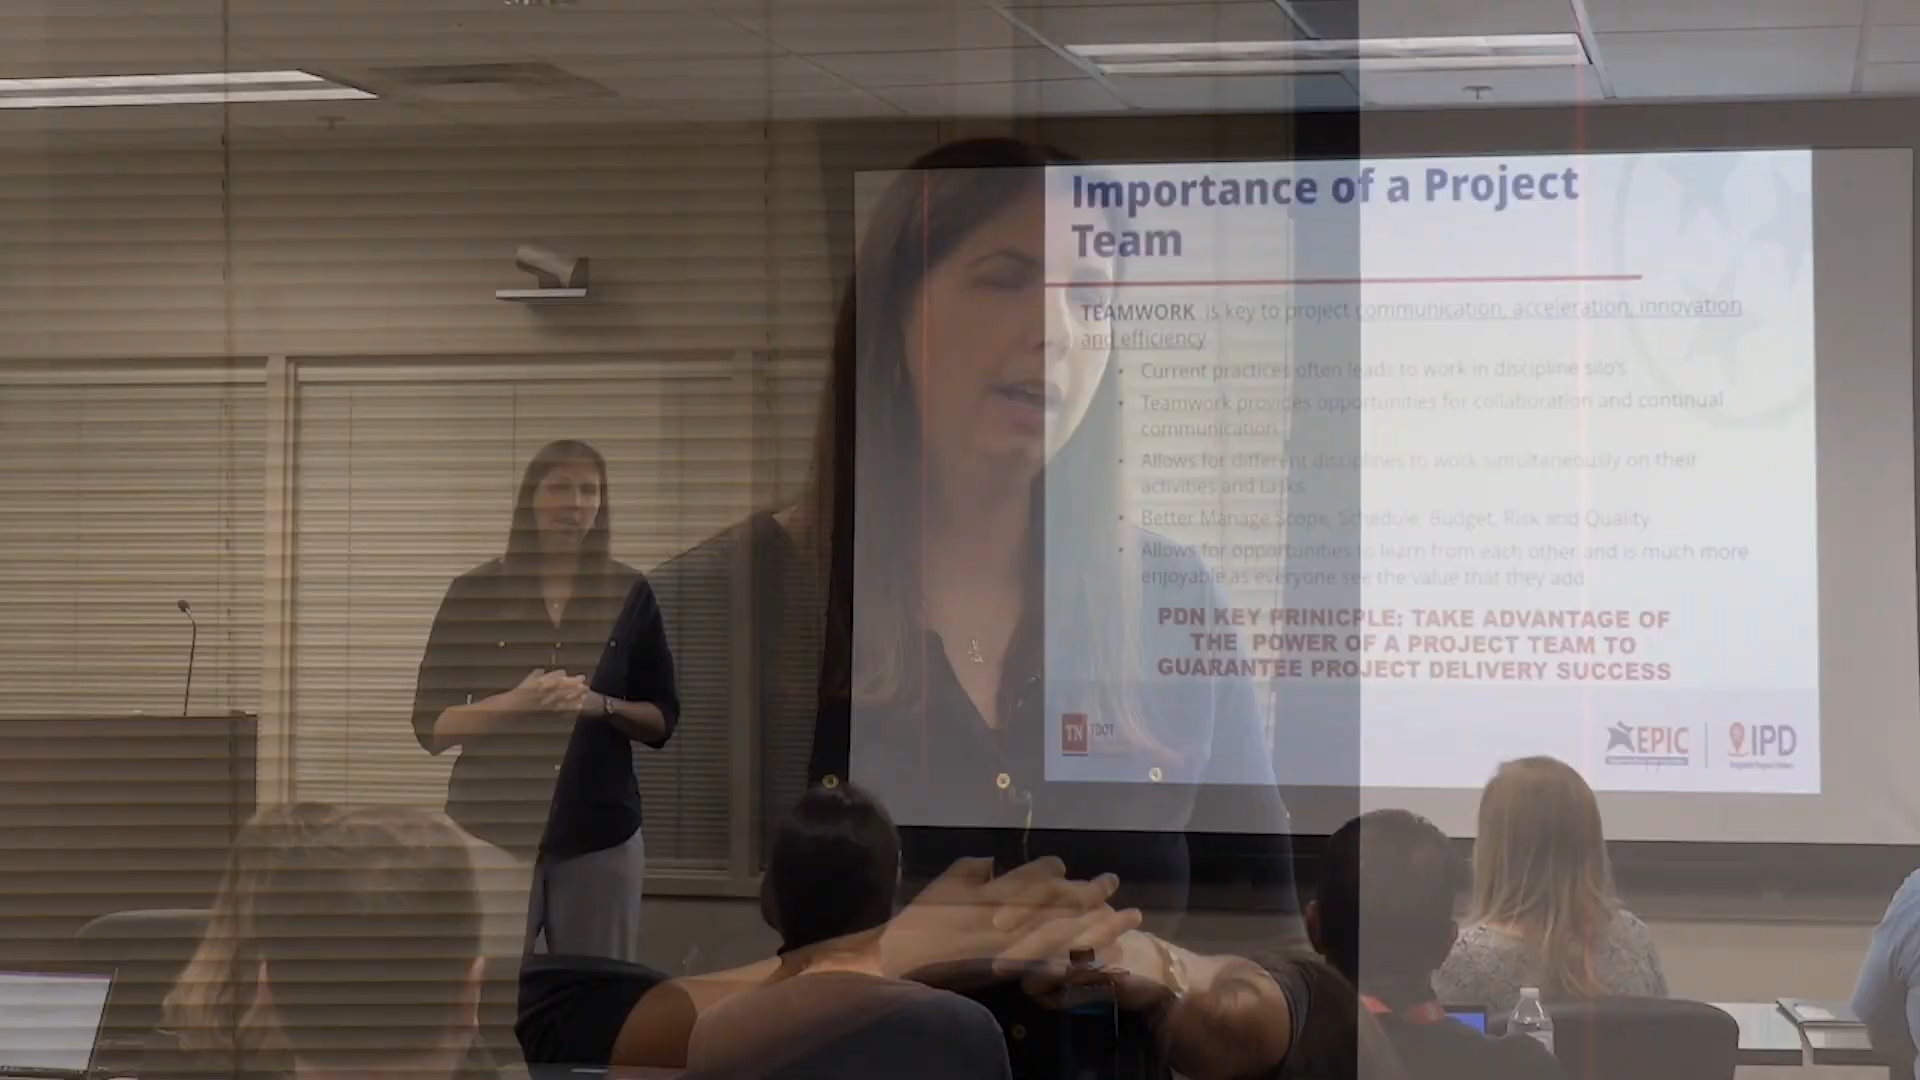 Importance of a Project
Team
TEAMWORK is key to project communication, acceleration, innovation
and efficiency
• Current practices often leads to work in discipline silo's
• Teamwork provides opportunities for collaboration and continual
communication
• Allows for different disciplines to work simultaneously on their
activities and tasks
• Better Manage Scope, Schedule, Budget, Risk and Quality
• Allows for opportunities to learn from each other and is much more
enjoyable as everyone see the value that they add
PDN KEY PRINICPLE: TAKE ADVANTAGE OF
THE POWER OF A PROJECT TEAM TO
GUARANTEE PROJECT DELIVERY SUCCESS
TN TDOT
EPIC
IPD